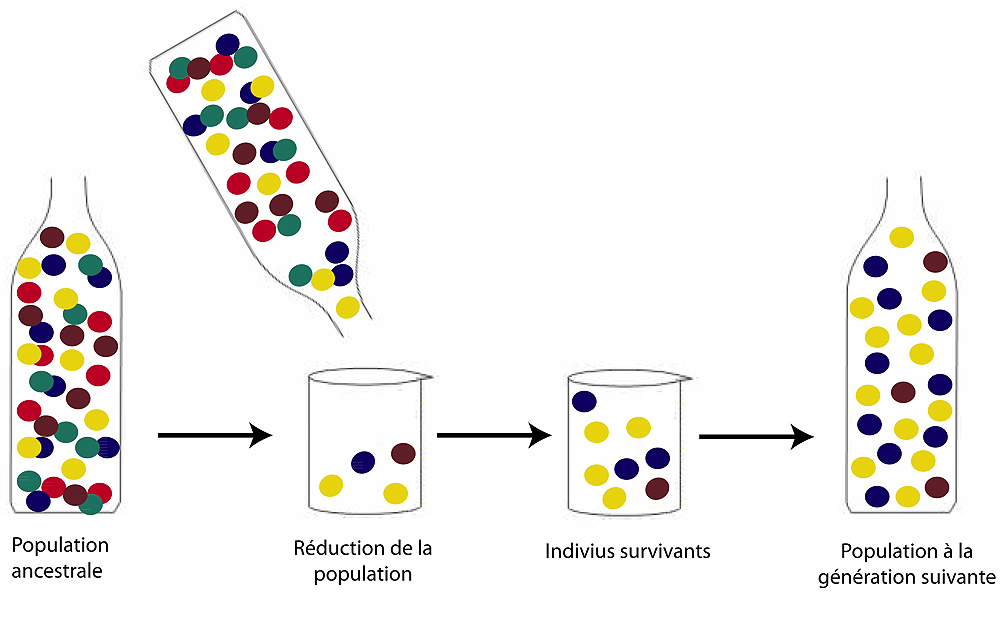 Population
ancestrale
Réduction de la
population
Indivius survivants
Population à la
génération suivante